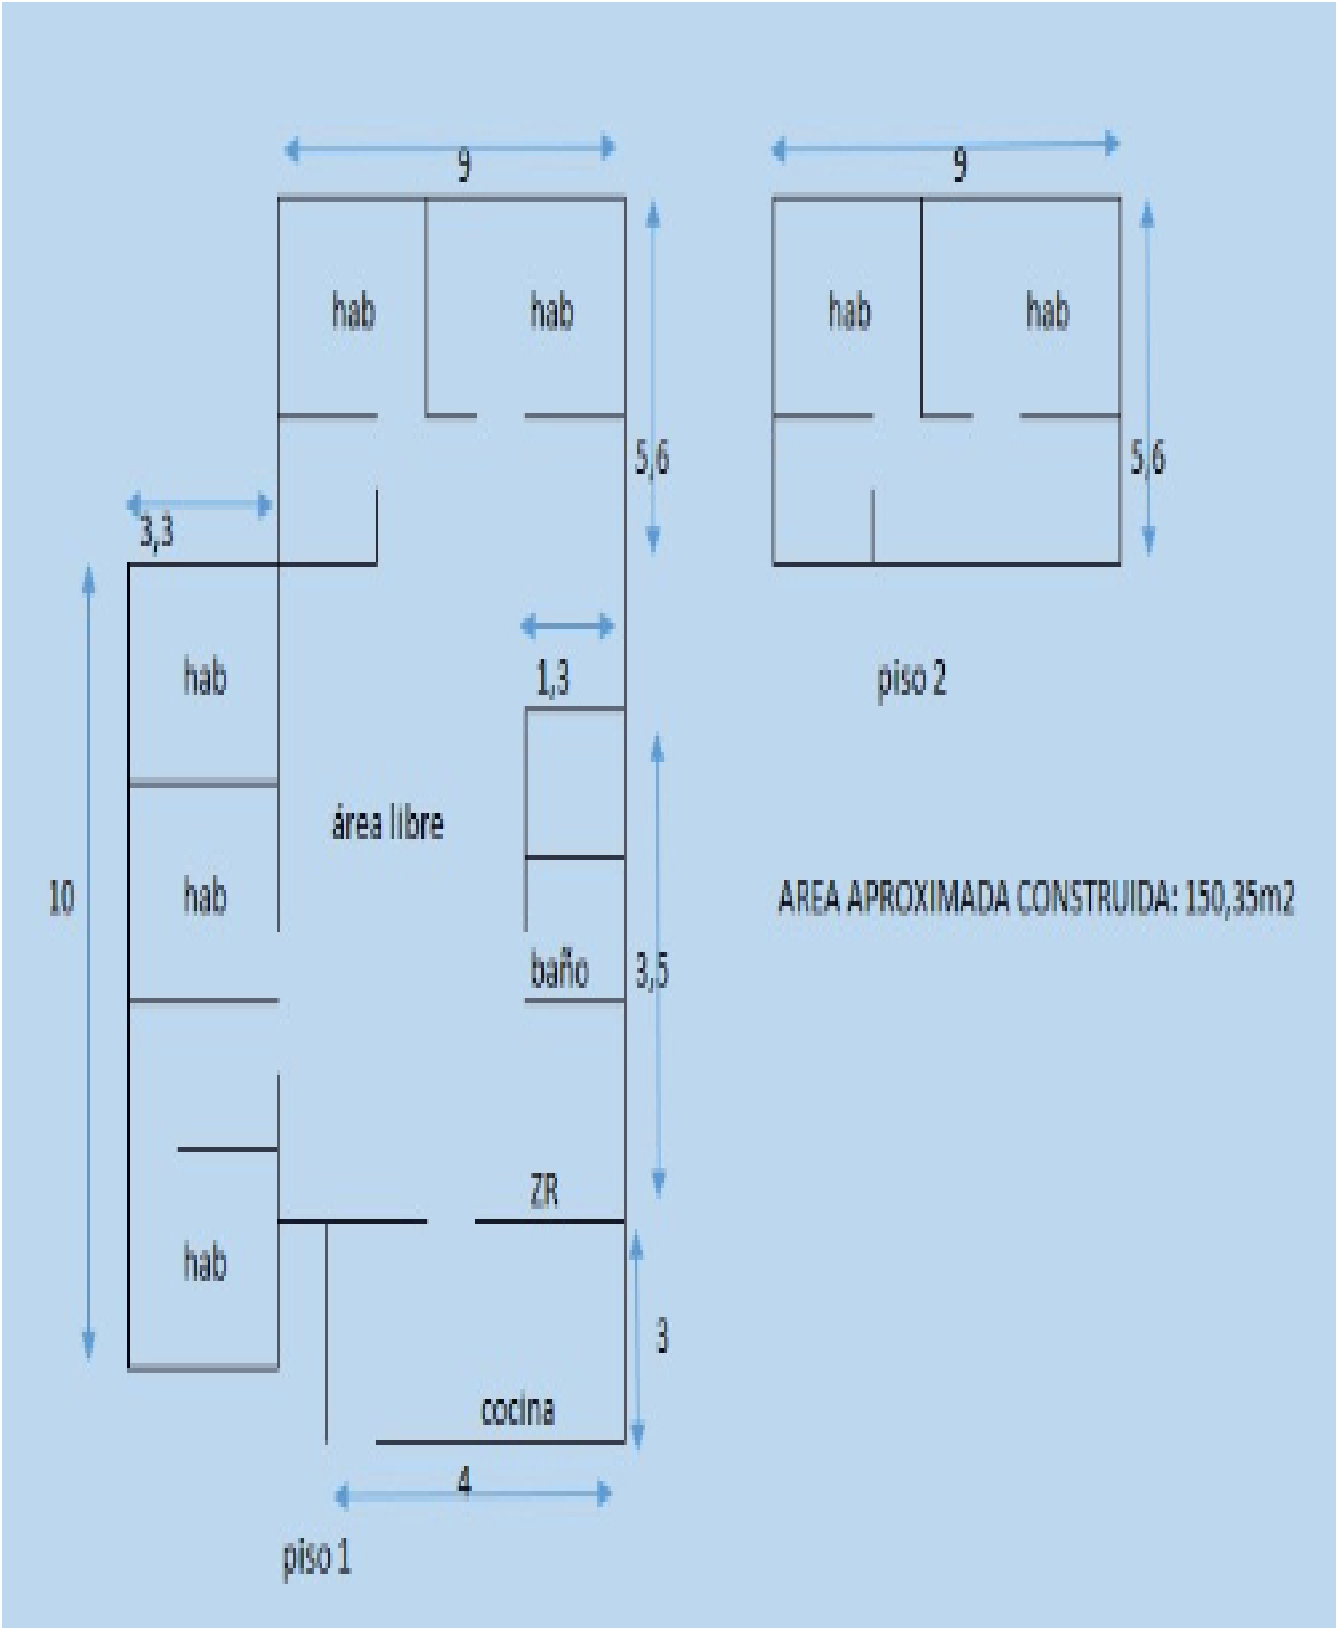 9
9
hab
hab
hab
hab
5,6
5,6
3,3
hab
1,3
piso 2
área libre
10
hab
AREA APROXIMADA CONSTRUIDA: 150,35m2
baño
3,5
ZR
hab
3
cocina
4
piso 1